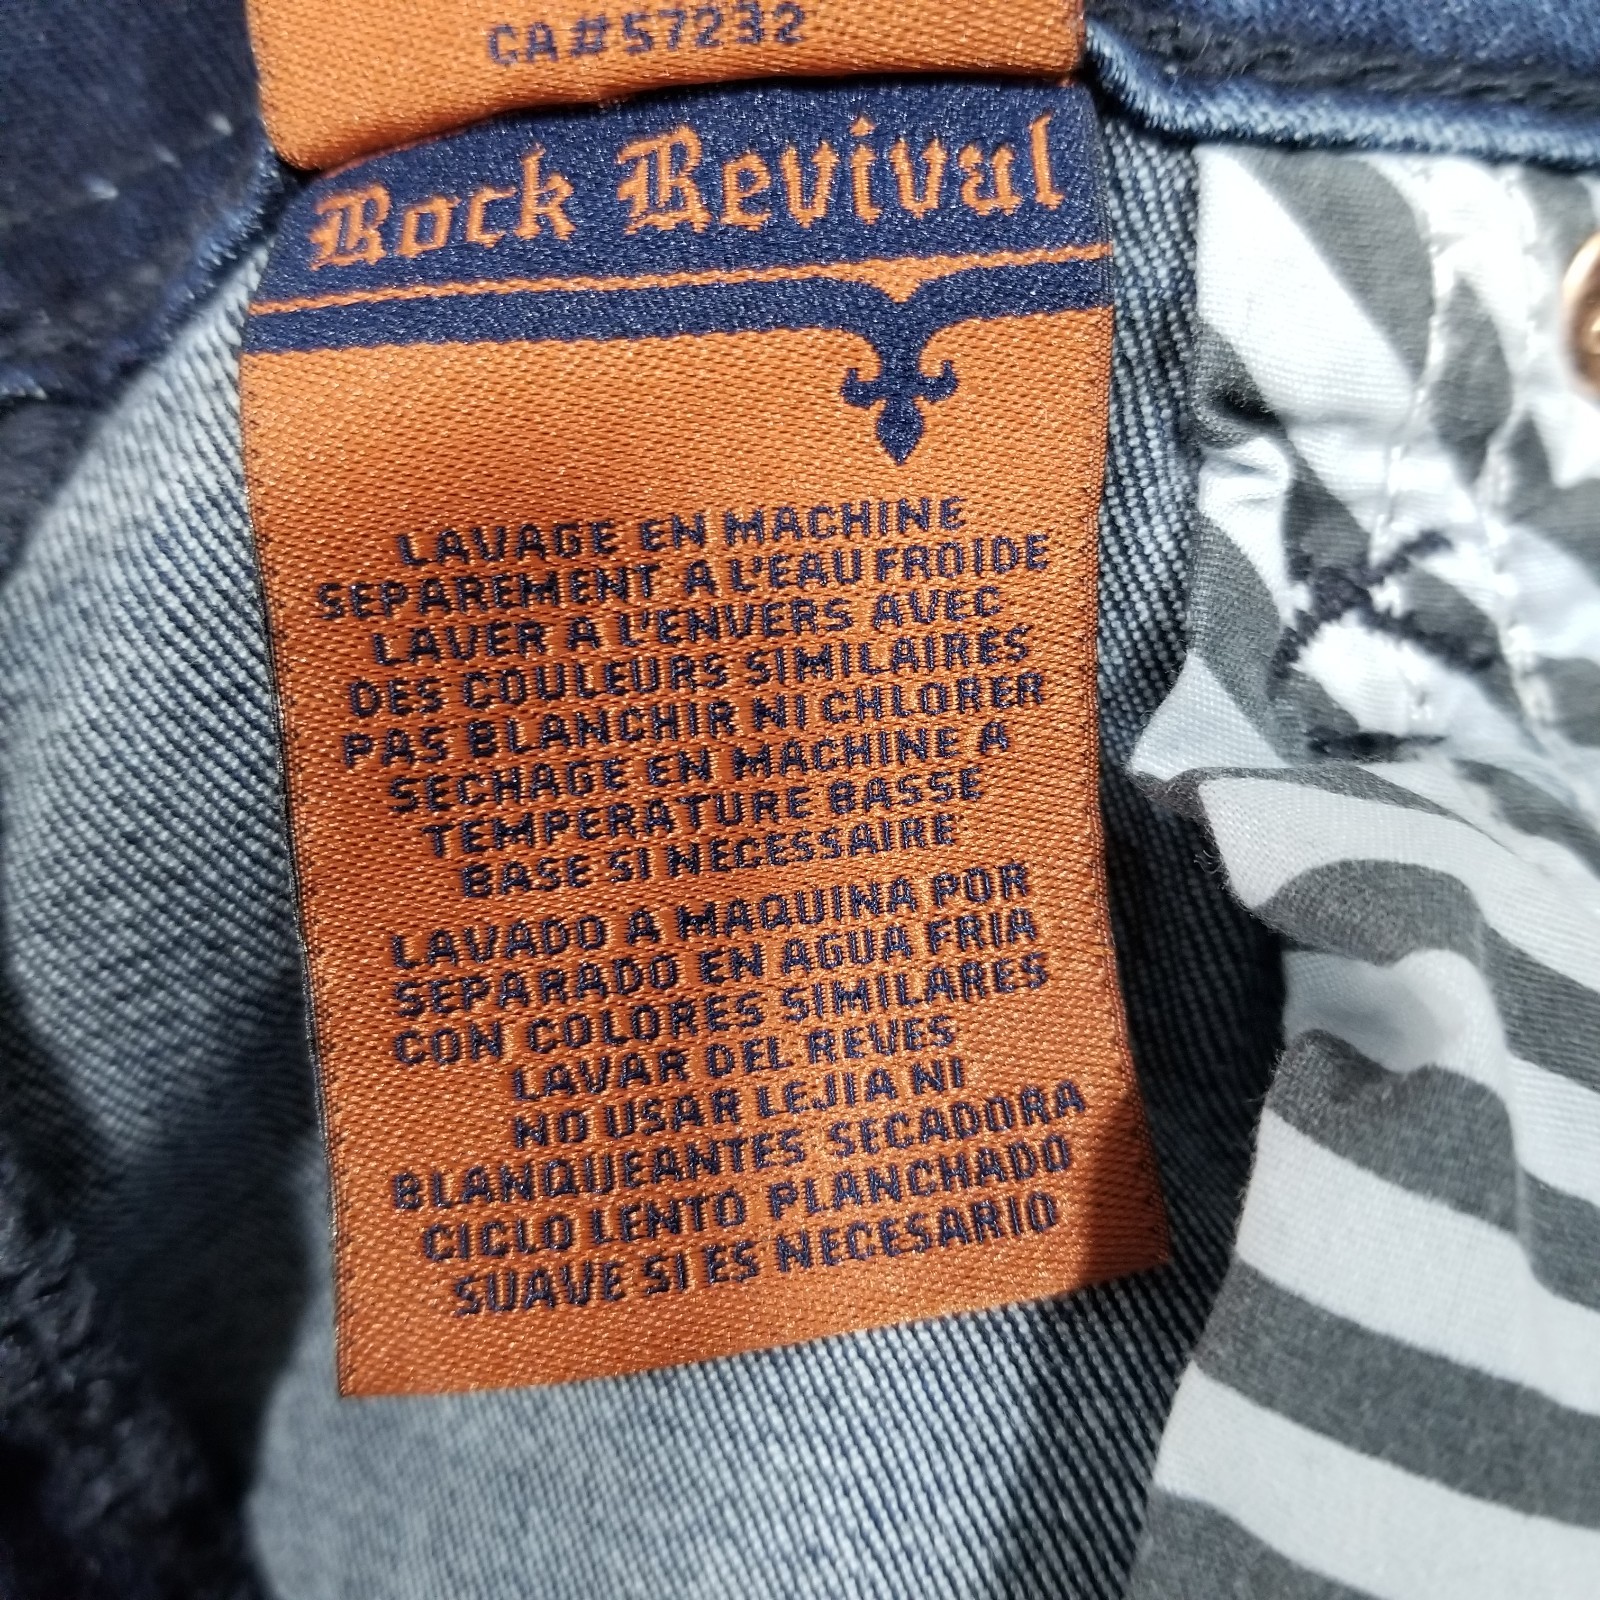 CA#57232
Rock Revival
LAVAGE EN MACHINE
SEPAREMENT A L'EAU FROIDE
LAVER A L'ENVERS AVEC
DES COULEURS SIMILAIRES
PAS BLANCHIR NI CHLORER
SECHAGE EN MACHINE A
TEMPERATURE BASSE
BASE SI NECESSAIRE
LAVADO A MAQUINA POR
SEPARADO EN AGUA FRIA
CON COLORES SIMILARES
LAVAR DEL REVES
NO USAR LEJIA NI
BLANQUEANTES SECADORA
CICLO LENTO PLANCHADO
SUAVE SI ES NECESARIO